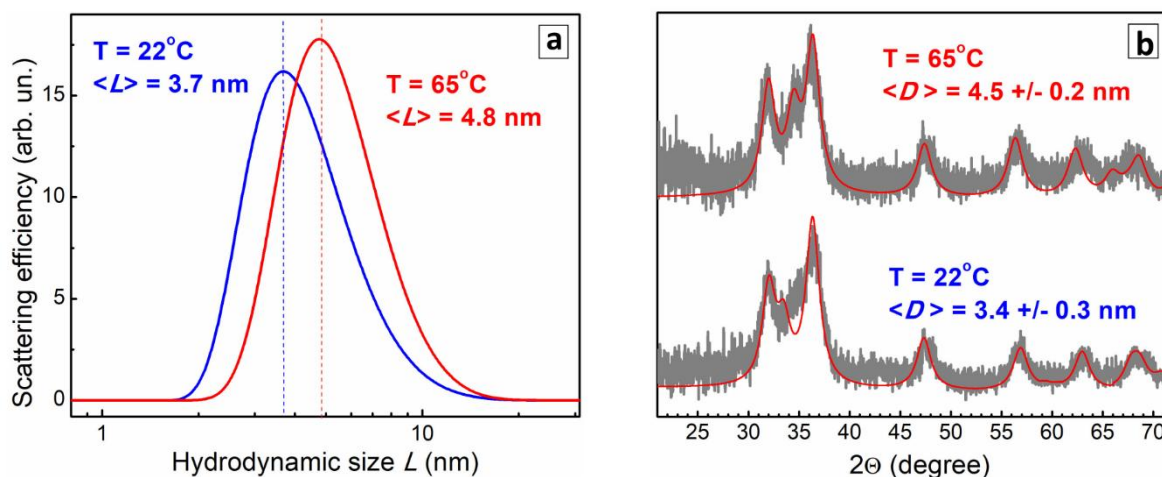 a
T = 22°C
<L> = 3.7 nm
T = 65°C
<L> = 4.8 nm
Scattering efficiency (arb. un.)
15
10
5
0
1
10
Hydrodynamic size L (nm)
b
T = 65°C
<D> = 4.5 +/- 0.2 nm
T = 22°C
<D> = 3.4 +/- 0.3 nm
25 30 35 40 45 50 55 60 65 70
2Θ (degree)